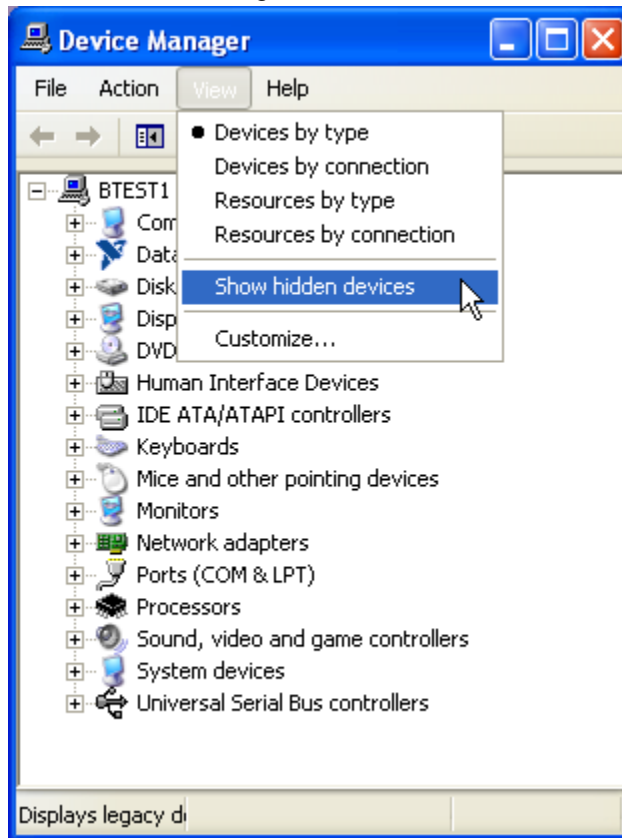 Device Manager
File Action View Help
Devices by type
Devices by connection
Resources by type
Resources by connection
Show hidden devices
Customize...
BTEST1
Com
Data
Disk
Disp
DVD
Human Interface Devices
IDE ATA/ATAPI controllers
Keyboards
Mice and other pointing devices
Monitors
Network adapters
Ports (COM & LPT)
Processors
Sound, video and game controllers
System devices
Universal Serial Bus controllers
Displays legacy d